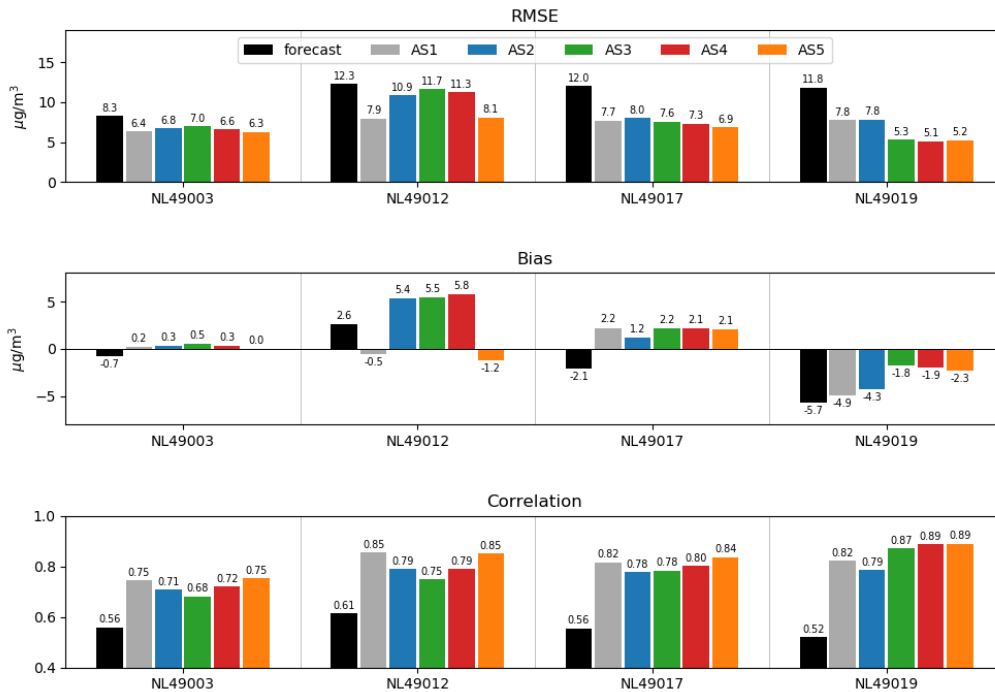 RMSE
forecast AS1 AS2 AS3 AS4 AS5
15
10
5
0
μg/m³
8.3 6.4 6.8 7.0 6.6 6.3
12.3 7.9 10.9 11.7 11.3 8.1
12.0 7.7 8.0 7.6 7.3 6.9
11.8 7.8 7.8 5.3 5.1 5.2
NL49003 NL49012 NL49017 NL49019
Bias
5
0
−5
μg/m³
-0.7 0.2 0.3 0.5 0.3 0.0
2.6 -0.5 5.4 5.5 5.8 -1.2
-2.1 2.2 1.2 2.2 2.1 2.1
-5.7 -4.9 -4.3 -1.8 -1.9 -2.3
NL49003 NL49012 NL49017 NL49019
Correlation
1.0
0.8
0.6
0.4
0.56 0.75 0.71 0.68 0.72 0.75
0.61 0.85 0.79 0.75 0.79 0.85
0.56 0.82 0.78 0.78 0.80 0.84
0.52 0.82 0.79 0.87 0.89 0.89
NL49003 NL49012 NL49017 NL49019